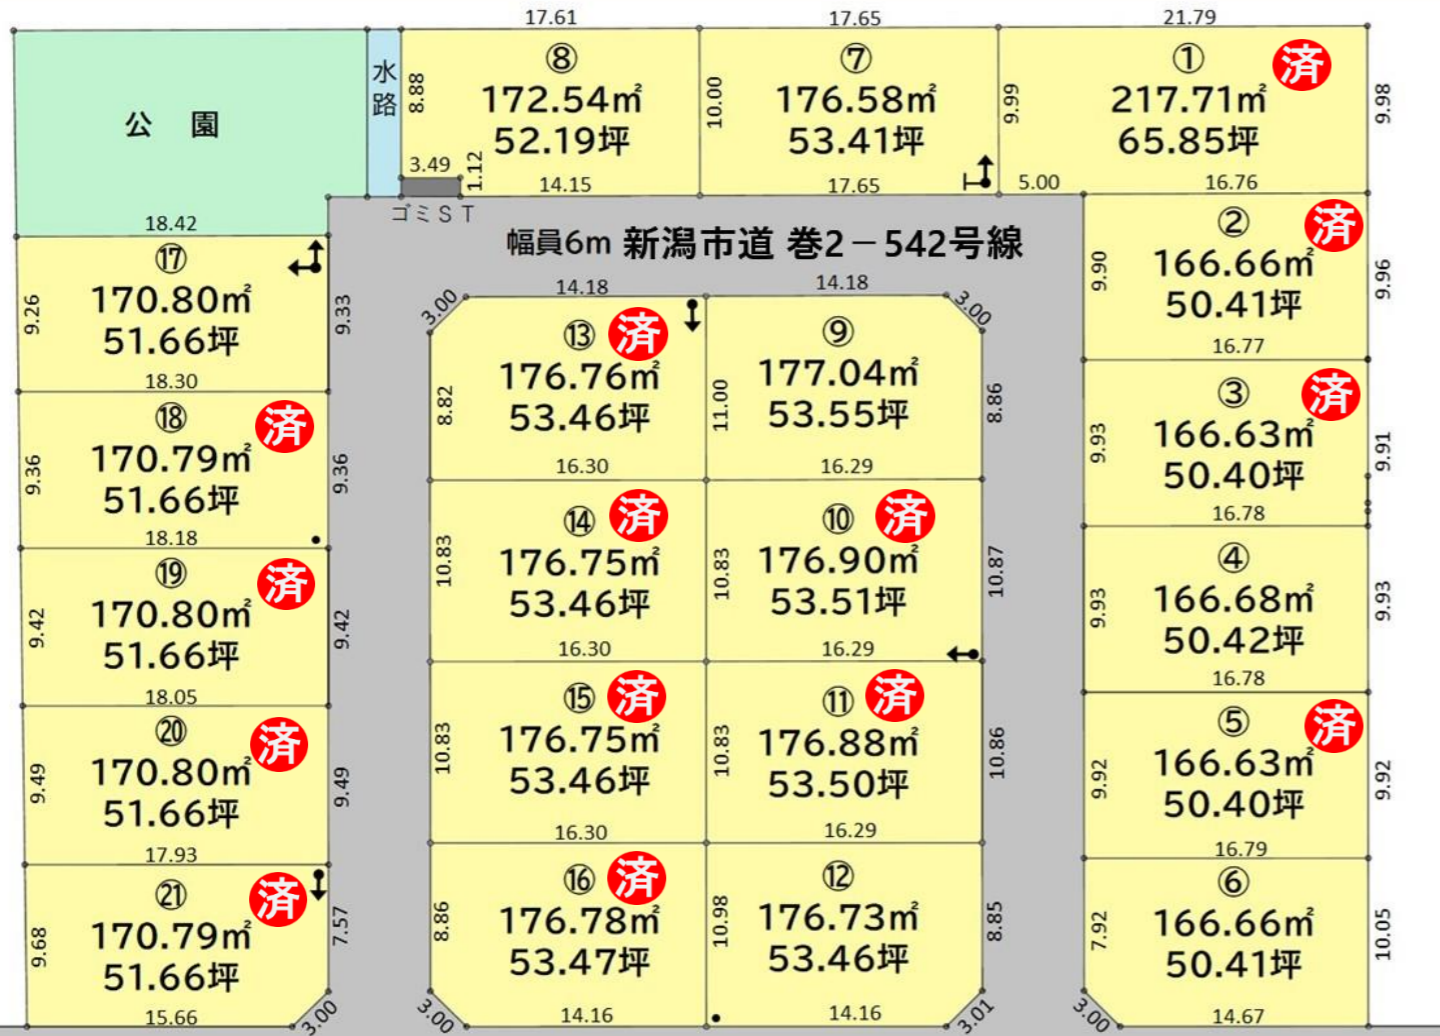 17.61
17.65
21.79
公 園
水路
8.88
⑧
172.54㎡
52.19坪
3.49
1.12
14.15
ゴミST
10.00
⑦
176.58㎡
53.41坪
17.65
9.99
① 済
217.71㎡
65.85坪
9.98
5.00
16.76
幅員6m 新潟市道 巻2－542号線
② 済
166.66㎡
50.41坪
9.90
9.96
16.77
③ 済
166.63㎡
50.40坪
9.93
9.91
16.78
④
166.68㎡
50.42坪
9.93
9.93
16.78
⑤ 済
166.63㎡
50.40坪
9.92
9.92
16.79
⑥
166.66㎡
50.41坪
7.92
10.05
3.00
14.67
3.00
14.18
14.18
3.00
⑬ 済
176.76㎡
53.46坪
8.82
11.00
16.30
⑨
177.04㎡
53.55坪
8.86
16.29
⑭ 済
176.75㎡
53.46坪
10.83
10.83
16.30
⑩ 済
176.90㎡
53.51坪
10.87
16.29
⑮ 済
176.75㎡
53.46坪
10.83
10.83
16.30
⑪ 済
176.88㎡
53.50坪
10.86
16.29
⑯ 済
176.78㎡
53.47坪
8.86
10.98
3.00
14.16
⑫
176.73㎡
53.46坪
8.85
14.16
3.01
18.42
⑰
170.80㎡
51.66坪
9.26
9.33
18.30
⑱ 済
170.79㎡
51.66坪
9.36
9.36
18.18
⑲ 済
170.80㎡
51.66坪
9.42
9.42
18.05
⑳ 済
170.80㎡
51.66坪
9.49
9.49
17.93
㉑ 済
170.79㎡
51.66坪
9.68
7.57
15.66
3.00